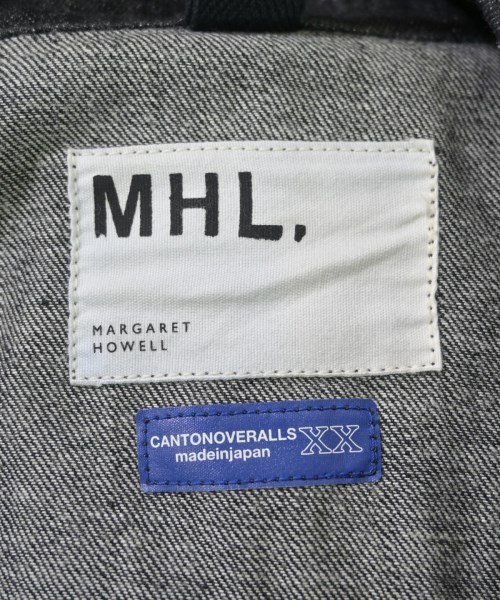 MHL.
MARGARET
HOWELL
CANTONOVERALLS XX
madeinjapan